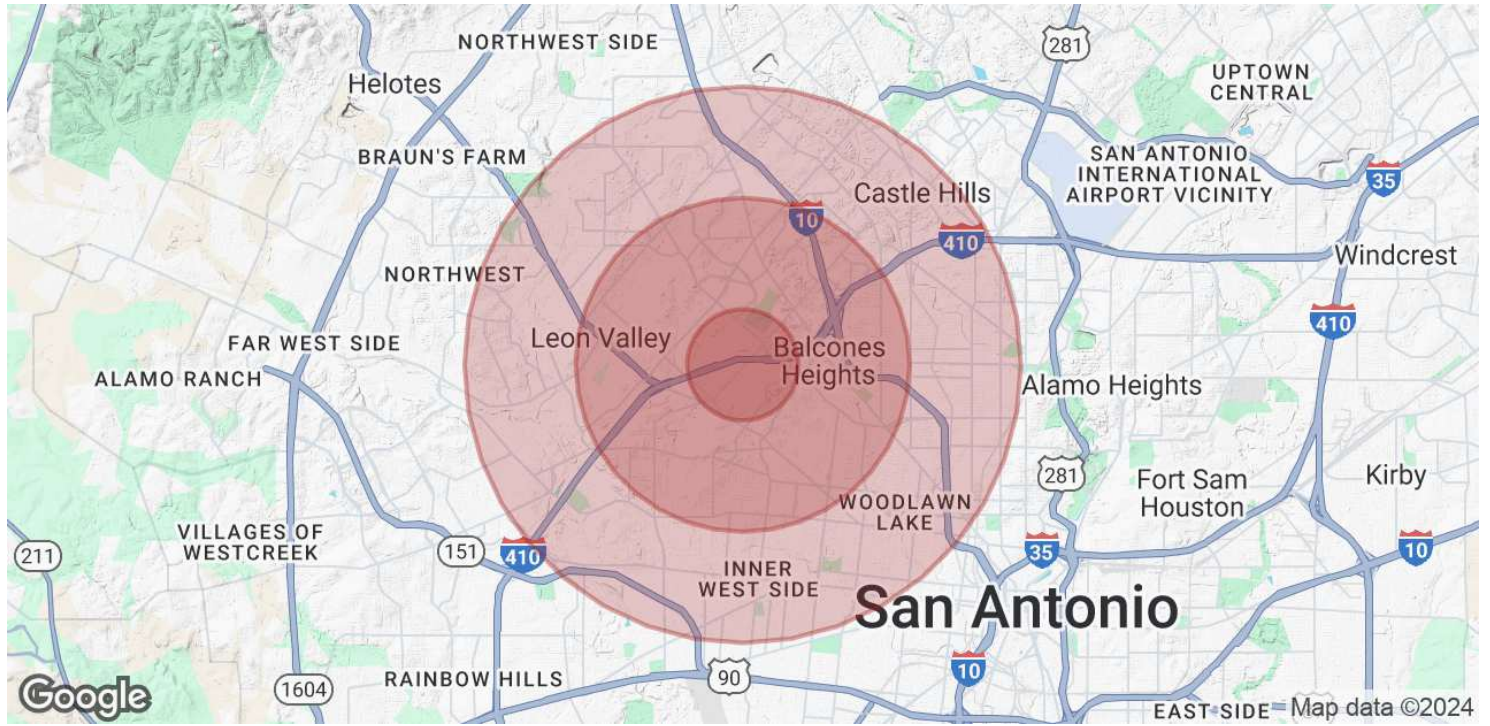 NORTHWEST SIDE
281
Helotes
UPTOWN
CENTRAL
BRAUN'S FARM
SAN ANTONIO
INTERNATIONAL
AIRPORT VICINITY
35
Castle Hills
10
410
NORTHWEST
Windcrest
410
Leon Valley
FAR WEST SIDE
Balcones
Heights
ALAMO RANCH
Alamo Heights
281
Fort Sam
Houston
Kirby
WOODLAWN
LAKE
VILLAGES OF
WESTCREEK
211
151
410
35
10
INNER
WEST SIDE
San Antonio
RAINBOW HILLS
90
10
1604
Google
EAST SIDE
Map data ©2024